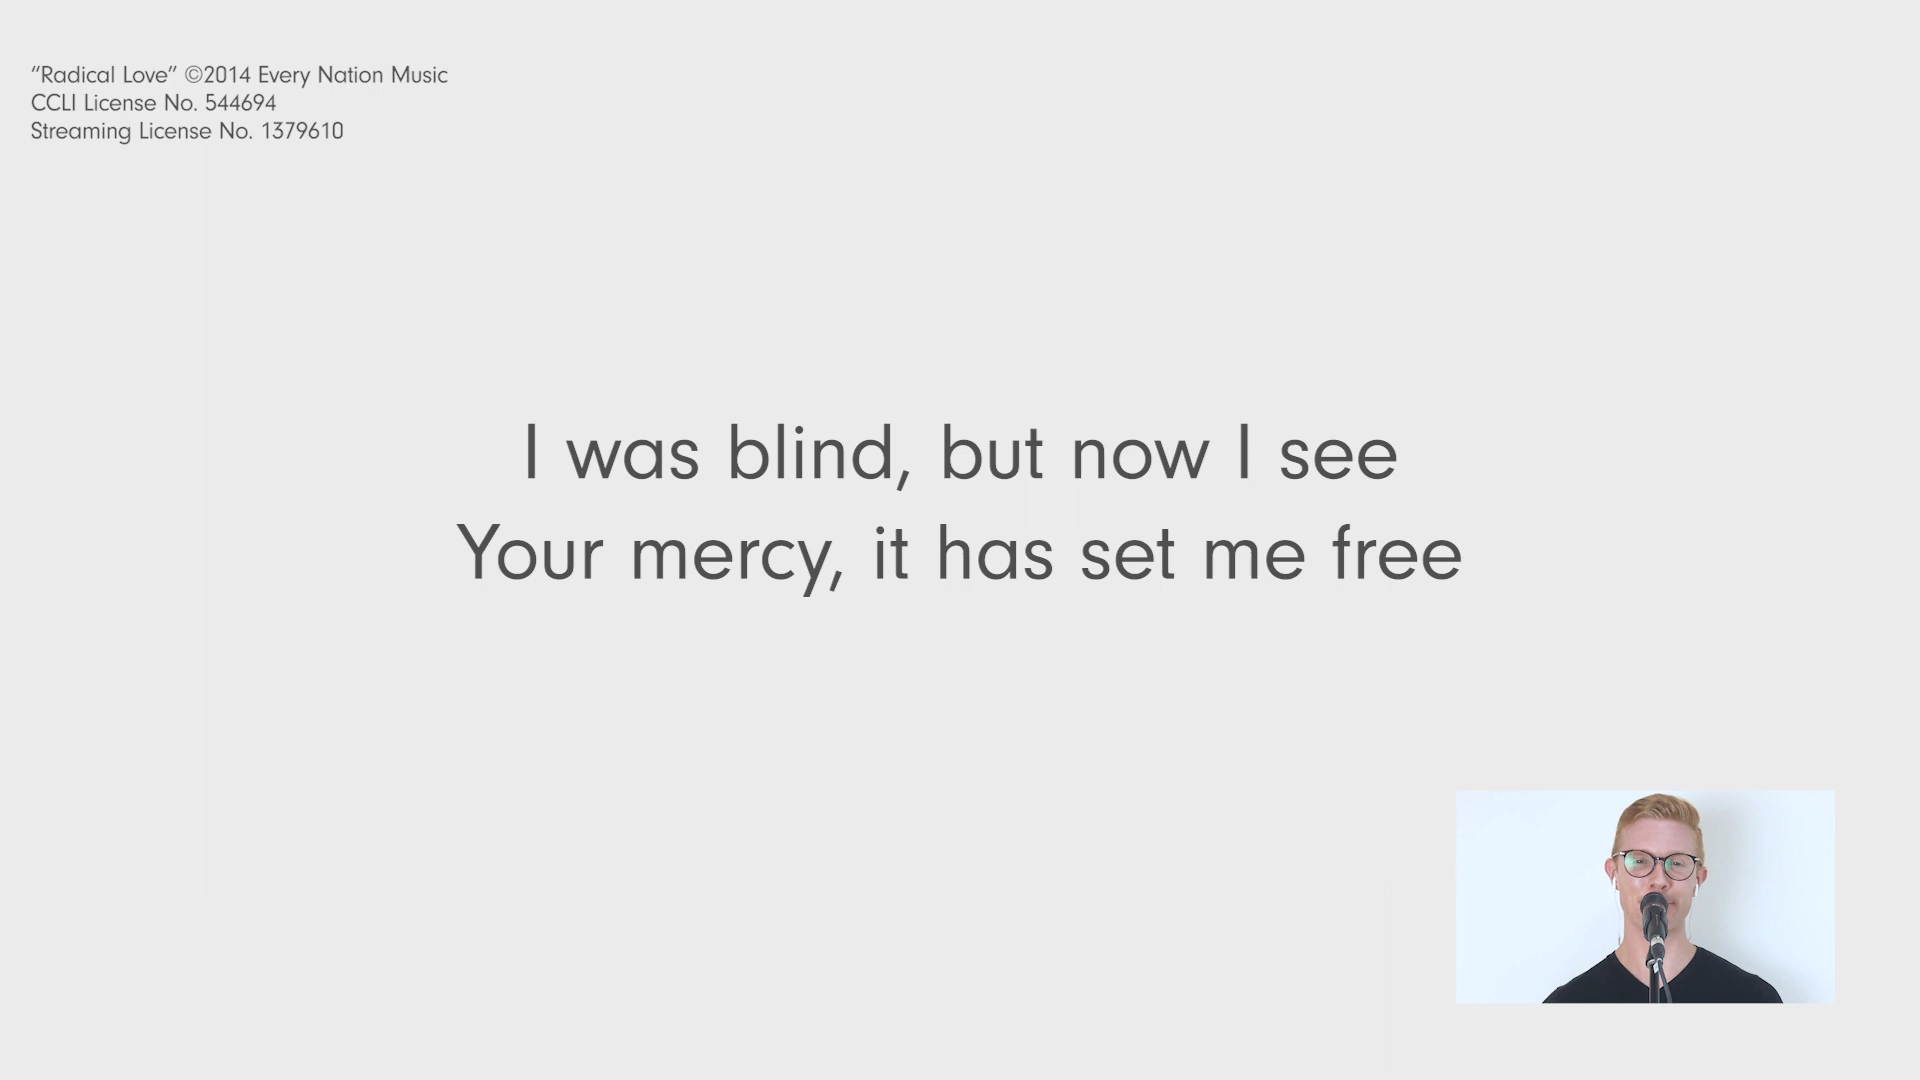 “Radical Love” ©2014 Every Nation Music
CCLI License No. 544694
Streaming License No. 1379610
I was blind, but now I see
Your mercy, it has set me free